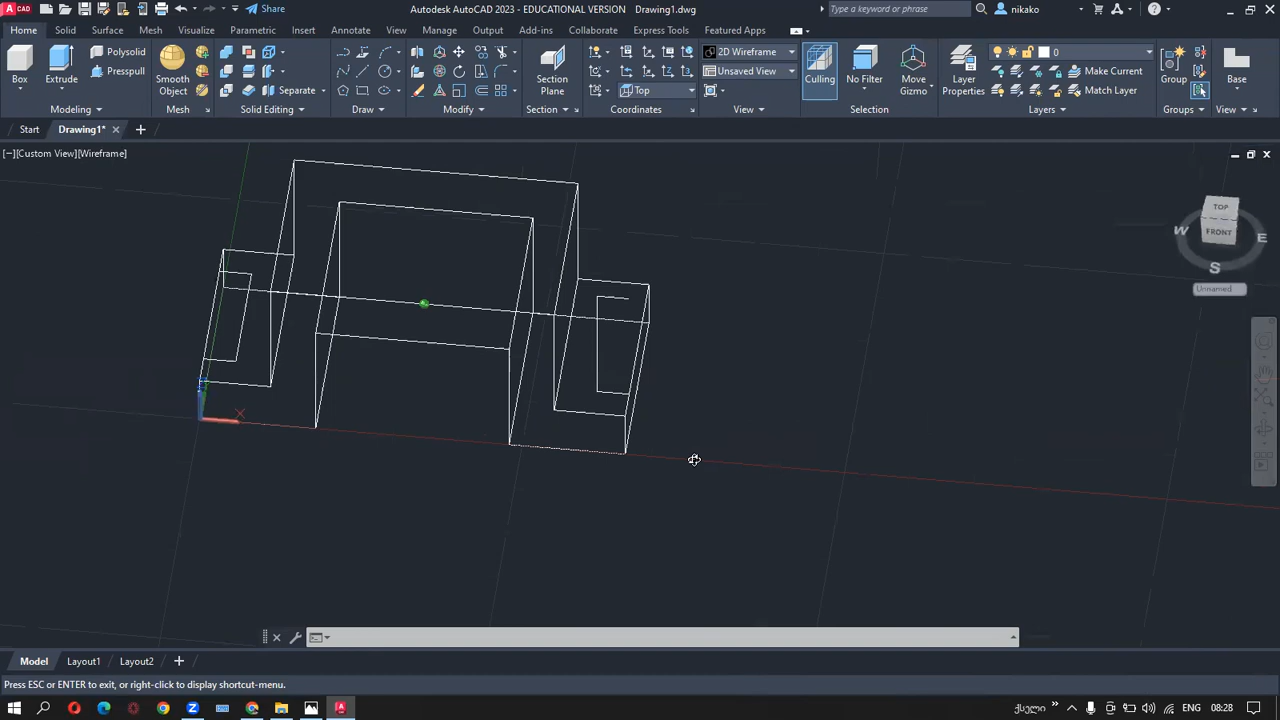 CAD
Share
Autodesk AutoCAD 2023 - EDUCATIONAL VERSION Drawing1.dwg
Type a keyword or phrase
nikako
Home Solid Surface Mesh Visualize Parametric Insert Annotate View Manage Output Add-ins Collaborate Express Tools Featured Apps
Box
Extrude
Polysolid
Presspull
Smooth
Object
Separate
Section
Plane
Top
2D Wireframe
Unsaved View
Culling
No Filter
Move
Gizmo
Layer
Properties
0
Make Current
Match Layer
Group
Base
Modeling Mesh Solid Editing Draw Modify Section Coordinates View Selection Layers Groups View
Start Drawing1*
[−][Custom View][Wireframe]
TOP
FRONT
W
E
S
Unnamed
X
Model Layout1 Layout2
Press ESC or ENTER to exit, or right-click to display shortcut-menu.
ქსელი
ENG
08:28